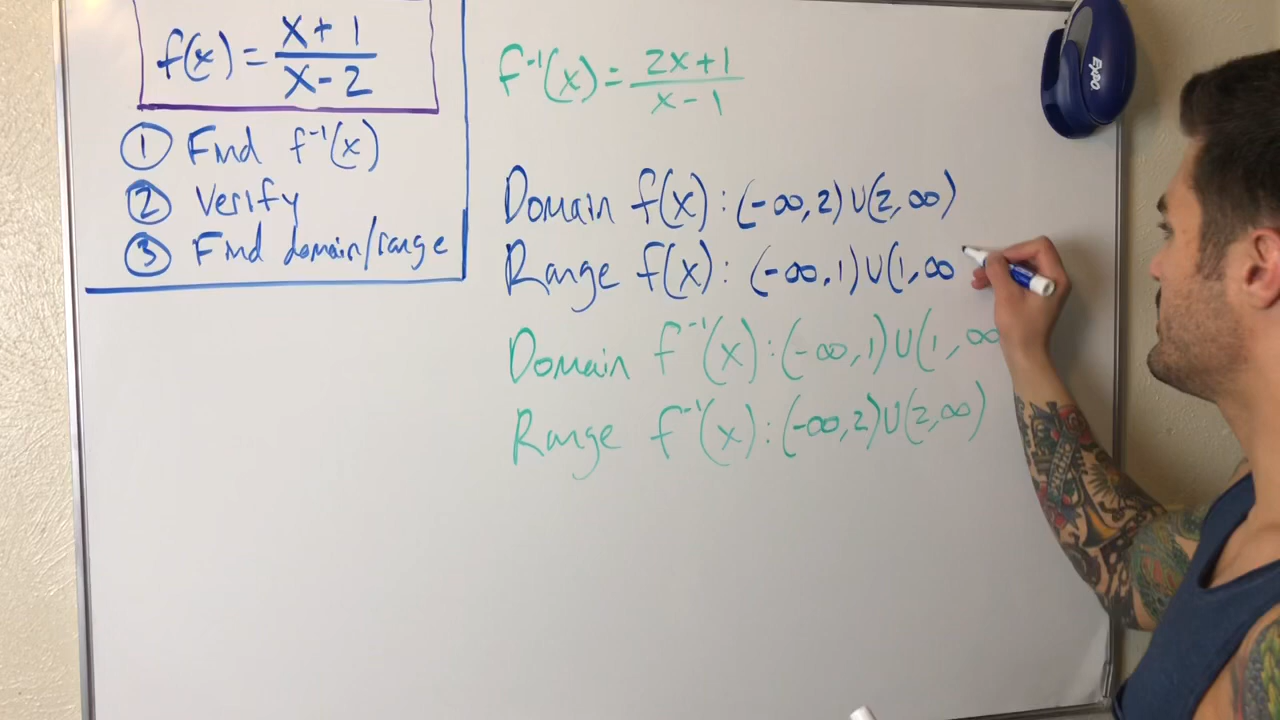 f(x) = x + 1 / x - 2
① Find f⁻¹(x)
② Verify
③ Find domain/range
f⁻¹(x) = 2x + 1 / x - 1
Domain f(x) : (-∞, 2) ∪ (2, ∞)
Range f(x) : (-∞, 1) ∪ (1, ∞
Domain f⁻¹(x) : (-∞, 1) ∪ (1, ∞
Range f⁻¹(x) : (-∞, 2) ∪ (2, ∞)
EXPO